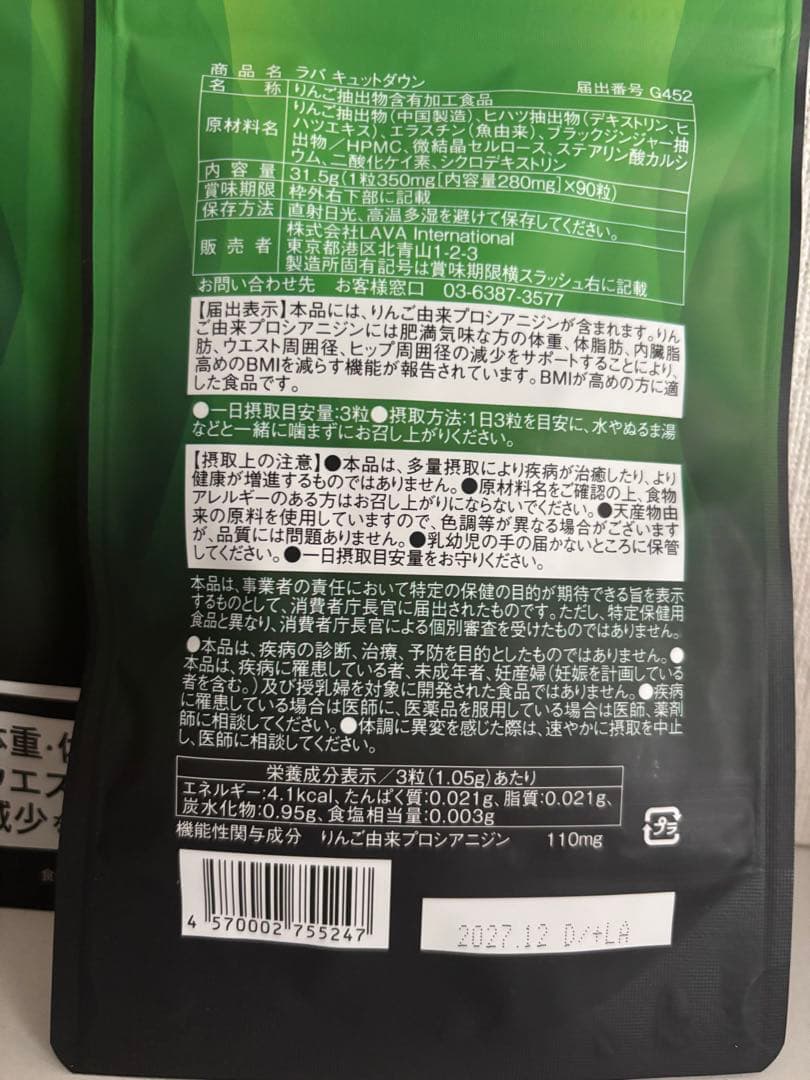 商品名 ラバ キュットダウン 届出番号 G452
名称 りんご抽出物含有加工食品
原材料名 りんご抽出物(中国製造)、ヒハツ抽出物(デキストリン、ヒ
ハツエキス)、エラスチン(魚由来)、ブラックジンジャー抽
出物/HPMC、微結晶セルロース、ステアリン酸カルシ
ウム、二酸化ケイ素、シクロデキストリン
内容量 31.5g(1粒350mg[内容量280mg]×90粒)
賞味期限 枠外右下部に記載
保存方法 直射日光、高温多湿を避けて保存してください。
販売者 株式会社LAVA International
東京都港区北青山1-2-3
製造所固有記号は賞味期限横スラッシュ右に記載
お問い合わせ先 お客様窓口 03-6387-3577
【届出表示】本品には、りんご由来プロシアニジンが含まれます。りん
ご由来プロシアニジンには肥満気味な方の体重、体脂肪、内臓脂
肪、ウエスト周囲径、ヒップ周囲径の減少をサポートすることにより、
高めのBMIを減らす機能が報告されています。BMIが高めの方に適
した食品です。
●一日摂取目安量:3粒●摂取方法:1日3粒を目安に、水やぬるま湯
などと一緒に噛まずにお召し上がりください。
【摂取上の注意】●本品は、多量摂取により疾病が治癒したり、より
健康が増進するものではありません。●原材料名をご確認の上、食物
アレルギーのある方はお召し上がりにならないでください。●天産物由
来の原料を使用していますので、色調等が異なる場合がございます
が、品質には問題ありません。●乳幼児の手の届かないところに保管
してください。●一日摂取目安量をお守りください。
本品は、事業者の責任において特定の保健の目的が期待できる旨を表示
するものとして、消費者庁長官に届出されたものです。ただし、特定保健用
食品と異なり、消費者庁長官による個別審査を受けたものではありません。
●本品は、疾病の診断、治療、予防を目的としたものではありません。●
本品は、疾病に罹患している者、未成年者、妊産婦(妊娠を計画している
者を含む。)及び授乳婦を対象に開発された食品ではありません。●疾病
に罹患している場合は医師に、医薬品を服用している場合は医師、薬剤
師に相談してください。●体調に異変を感じた際は、速やかに摂取を中止
し、医師に相談してください。
体重・
ウエス
減少
食
栄養成分表示/3粒(1.05g)あたり
エネルギー:4.1kcal、たんぱく質:0.021g、脂質:0.021g、
炭水化物:0.95g、食塩相当量:0.003g
機能性関与成分 りんご由来プロシアニジン 110mg
プラ
4 570002 755247
2027.12 D/+LA